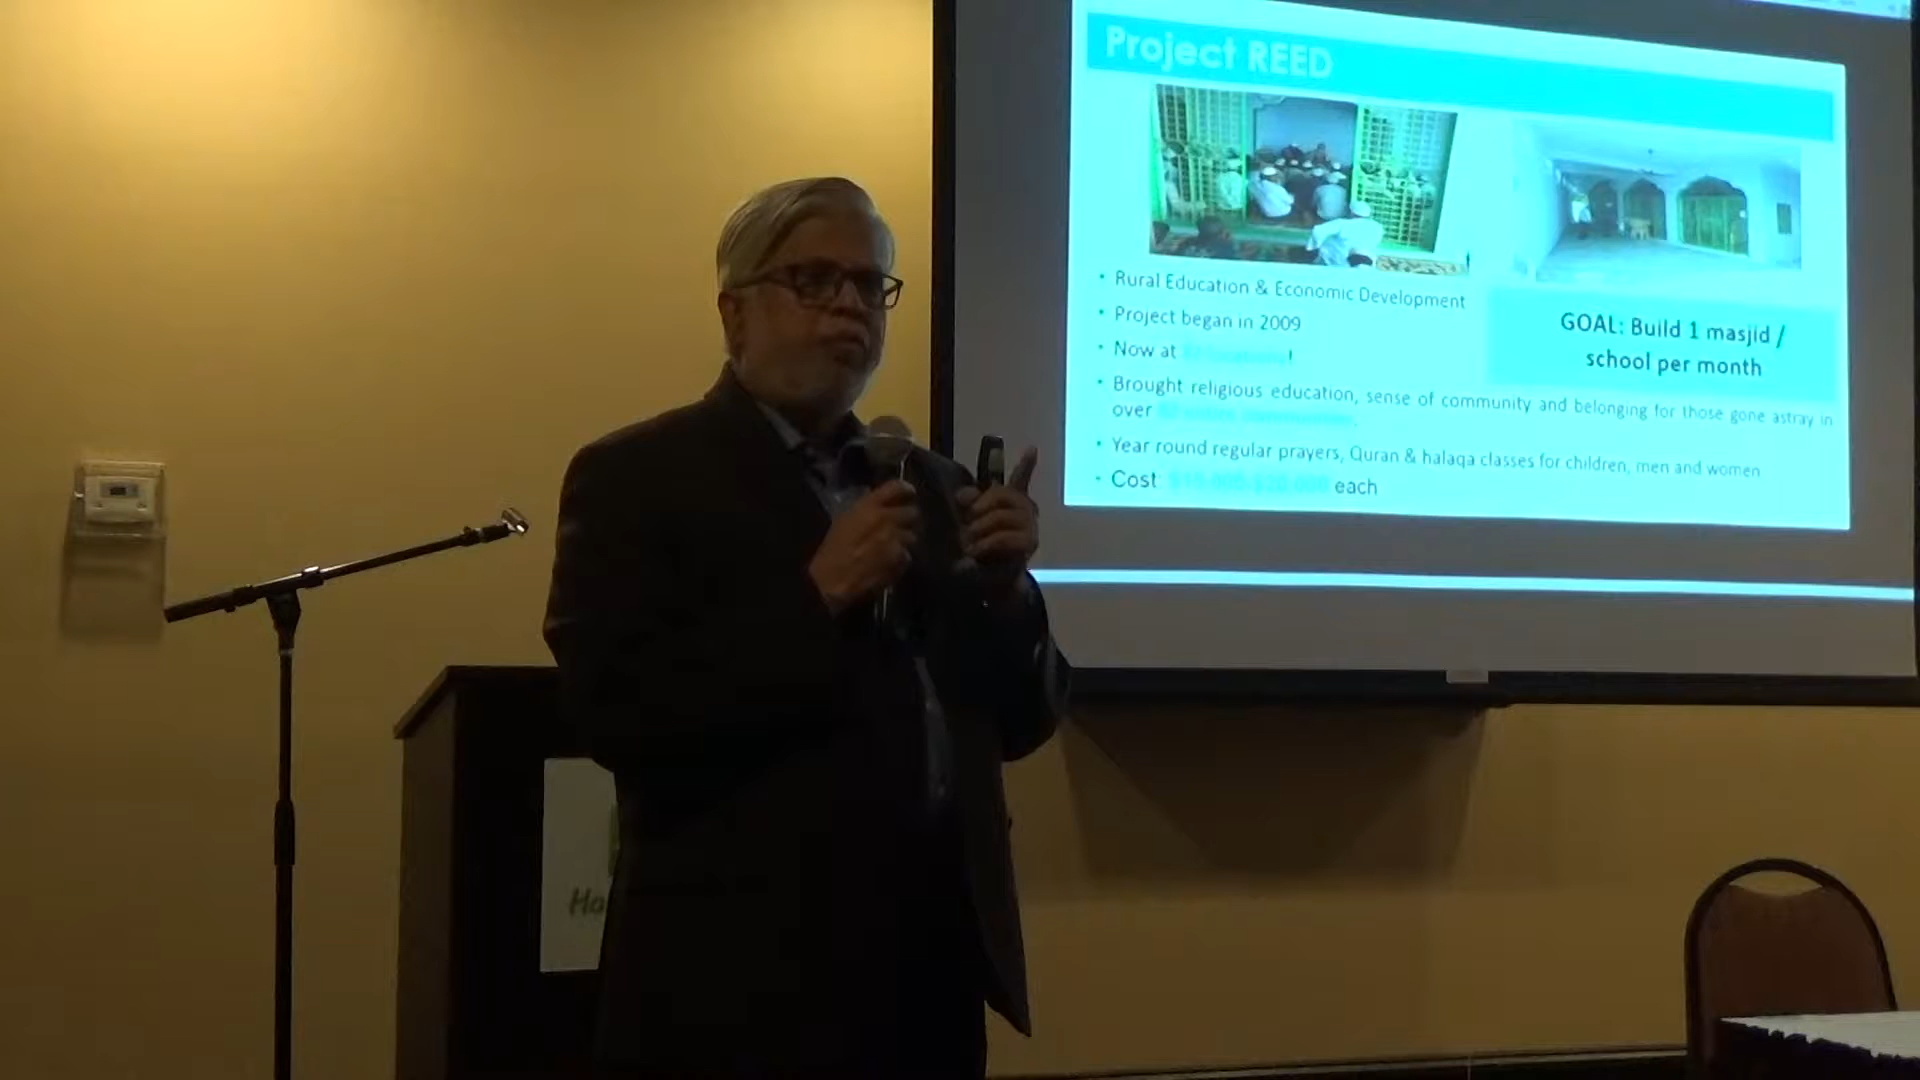 Project REED
• Rural Education & Economic Development
• Project began in 2009
• Now at !
• Brought religious education, sense of community and belonging for those gone astray in
over .
• Year round regular prayers, Quran & halaqa classes for children, men and women
• Cost each
GOAL: Build 1 masjid /
school per month
Ha